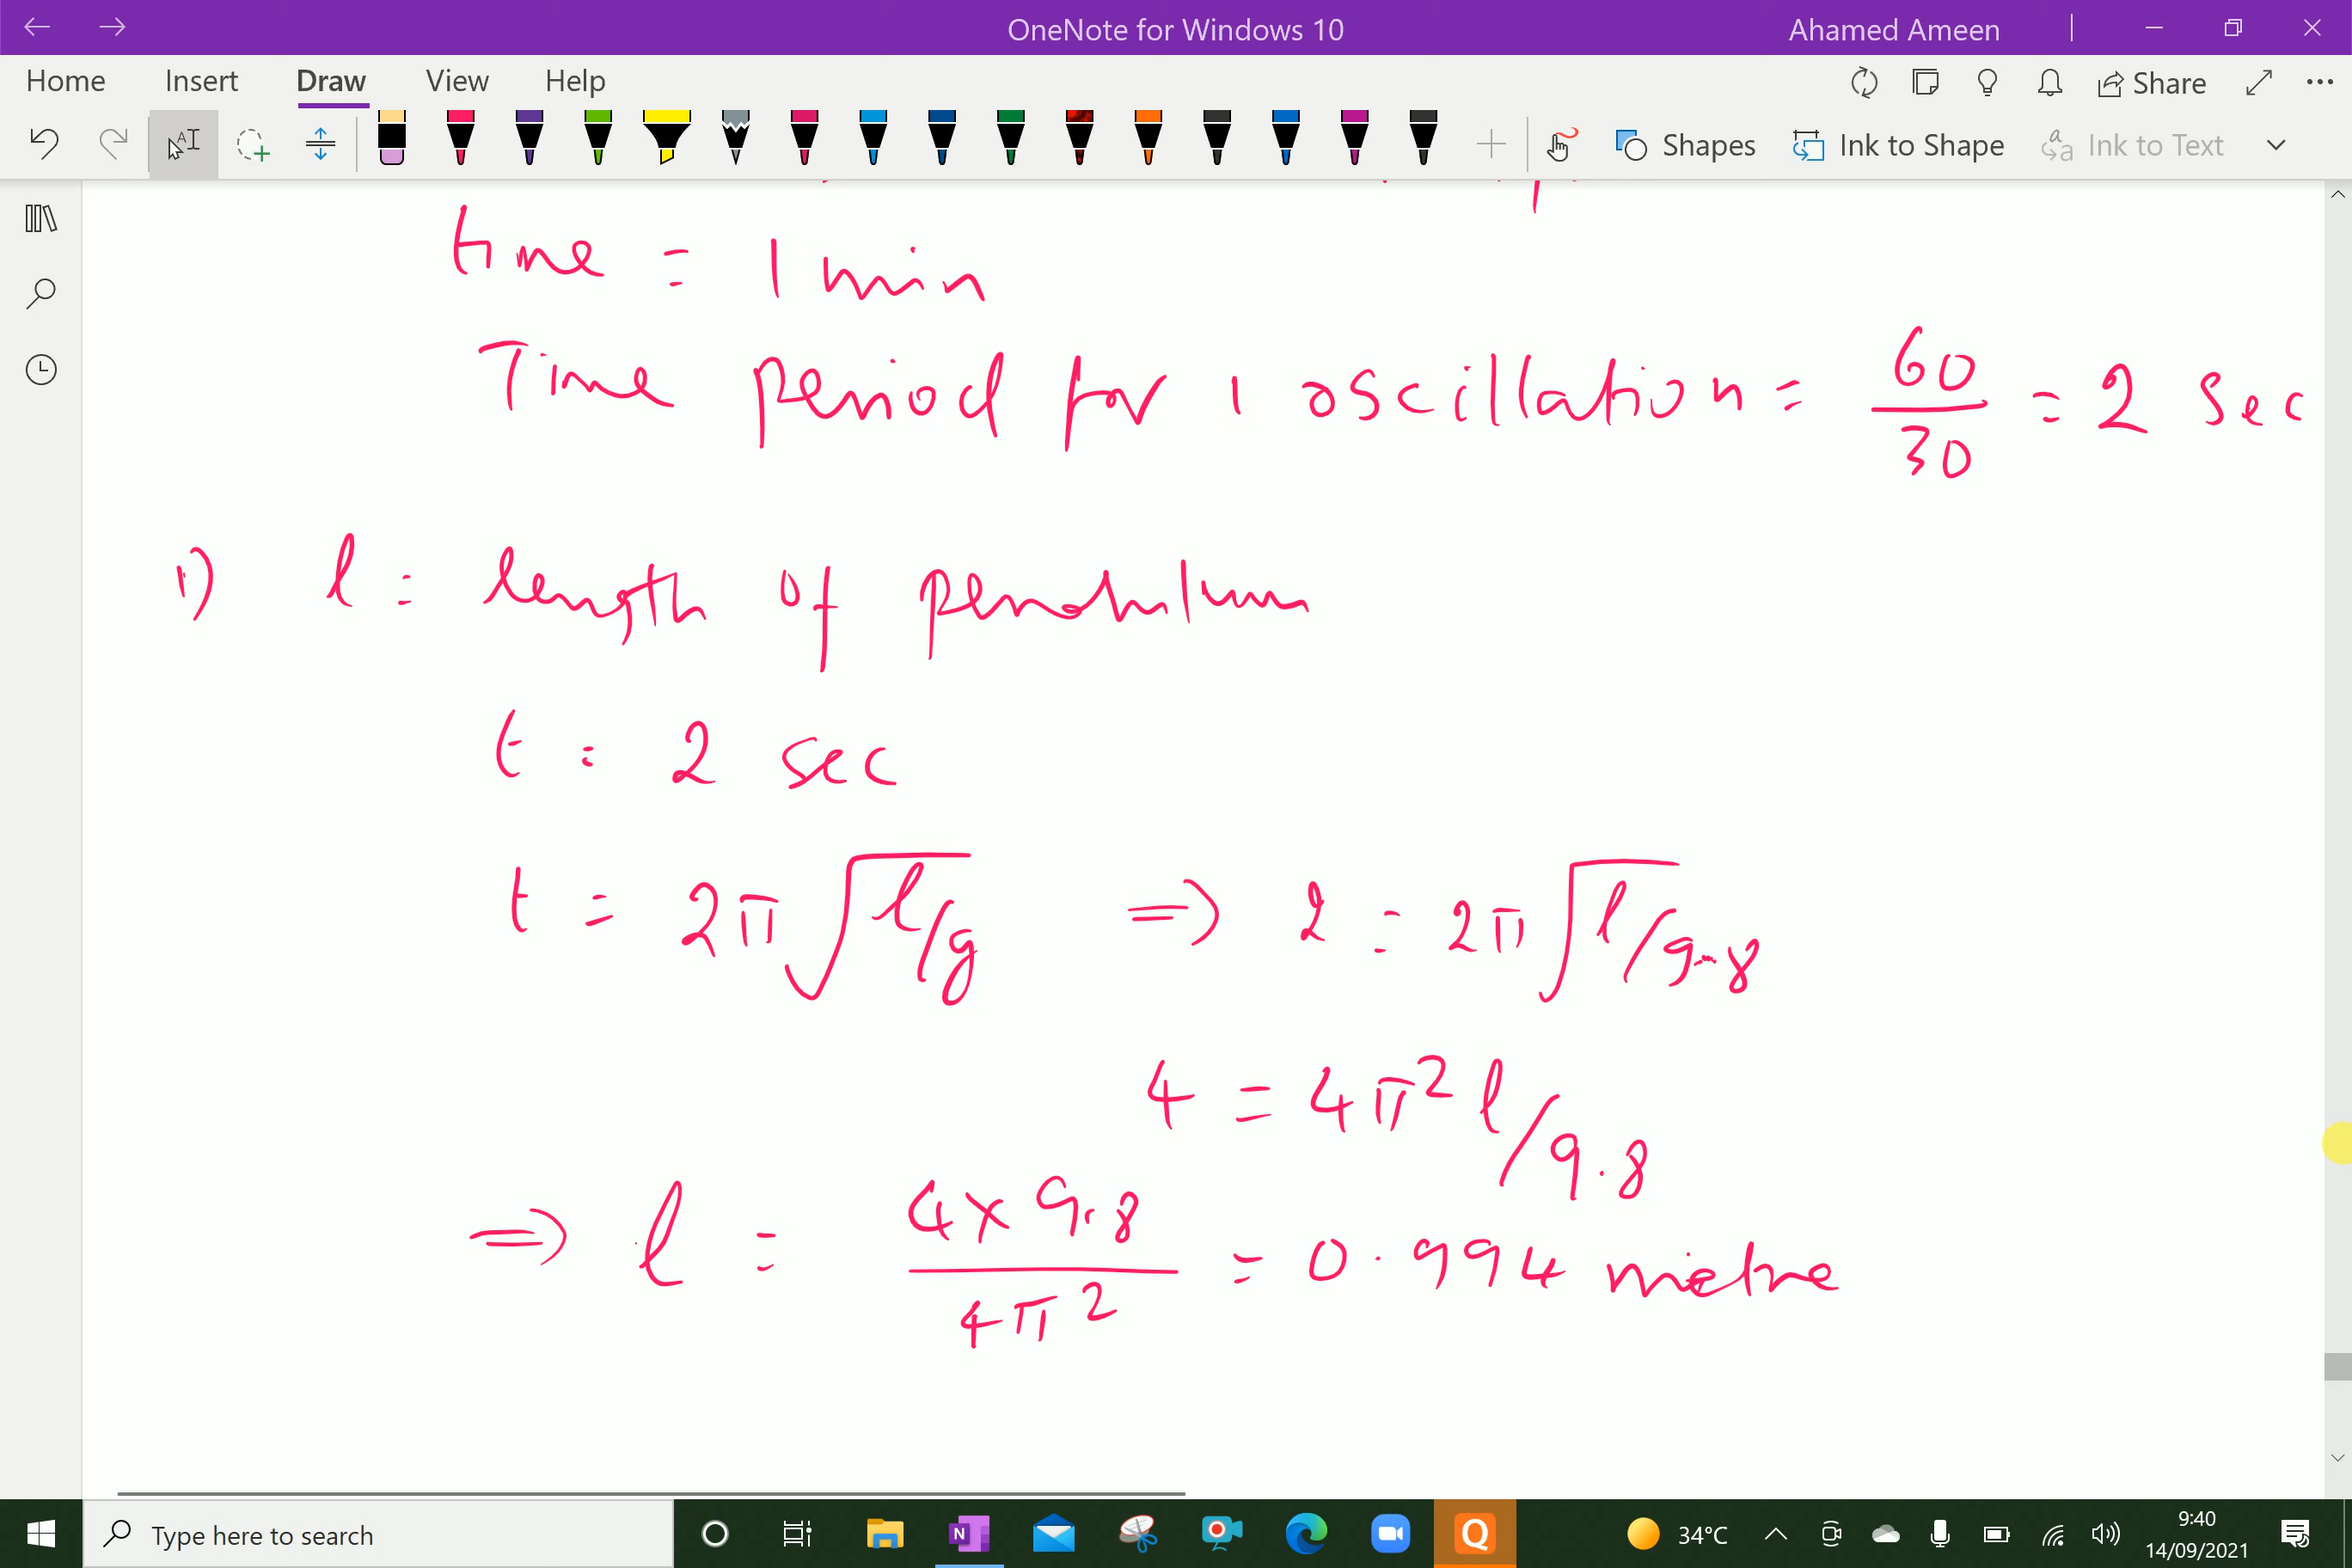 OneNote for Windows 10
Ahamed Ameen
Home Insert Draw View Help
Share
Shapes Ink to Shape Ink to Text
time = 1 min
Time period for 1 oscillation = 60/30 = 2 sec
1) l = length of pendulum
t = 2 sec
t = 2π√l/g ⇒ 2 = 2π√l/9.8
4 = 4π² l/9.8
⇒ l = 4 × 9.8 / 4π² = 0.994 metre
Type here to search
34°C
9:40
14/09/2021